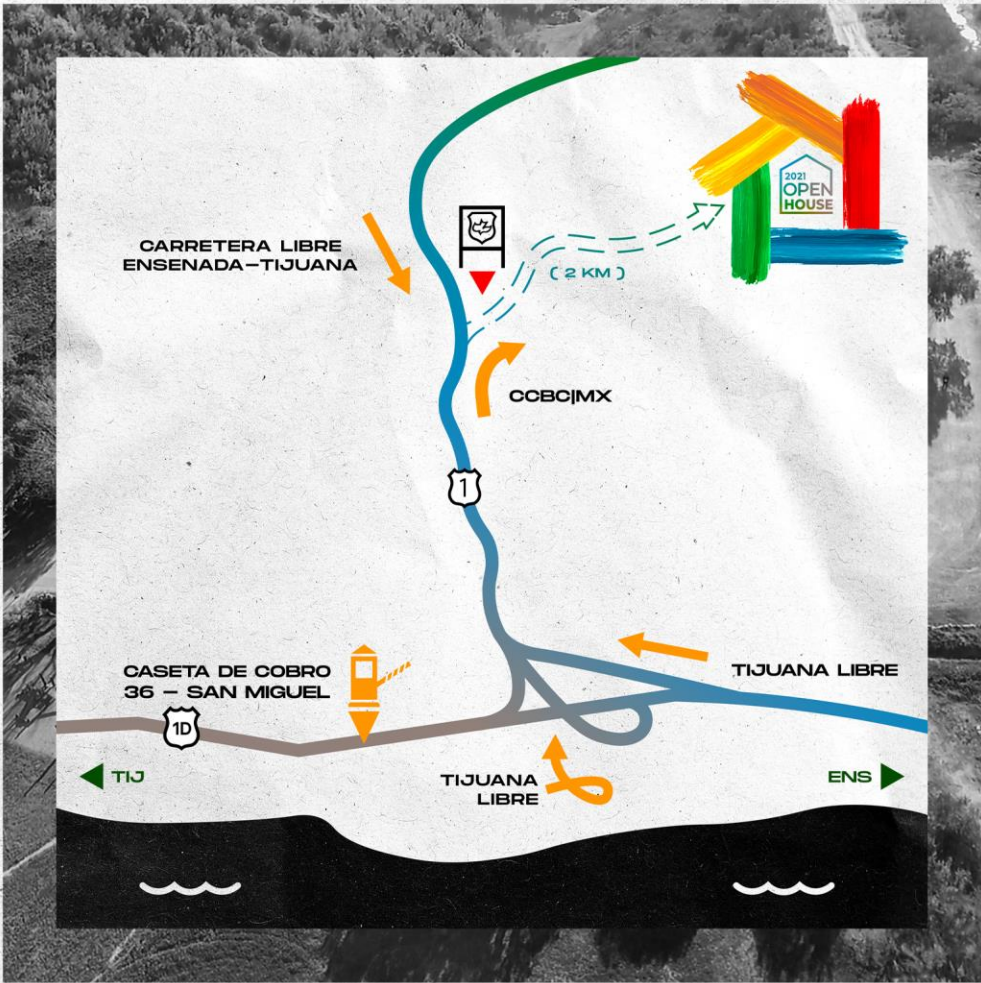 2021
OPEN
HOUSE
CARRETERA LIBRE
ENSENADA-TIJUANA
( 2 KM )
CCBC|MX
1
CASETA DE COBRO
36 - SAN MIGUEL
TIJUANA LIBRE
1D
TIJ
TIJUANA
LIBRE
ENS